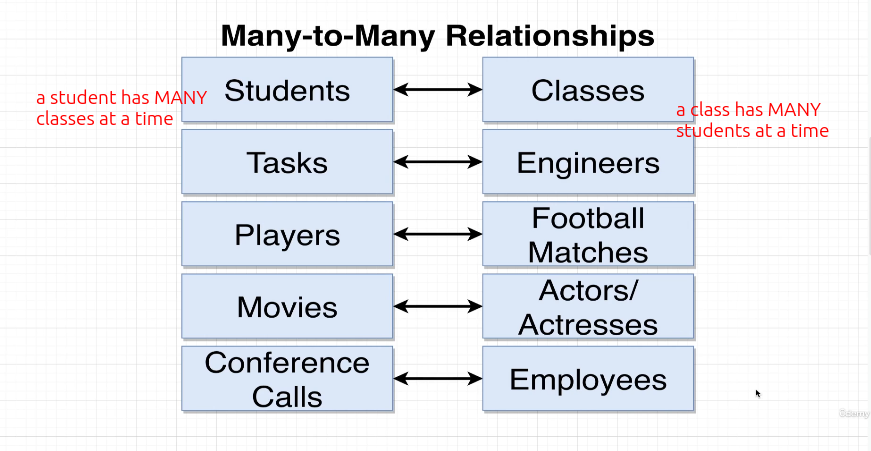 Many-to-Many Relationships
a student has MANY
classes at a time
Students
Classes
a class has MANY
students at a time
Tasks
Engineers
Players
Football
Matches
Movies
Actors/
Actresses
Conference
Calls
Employees
ûdemy